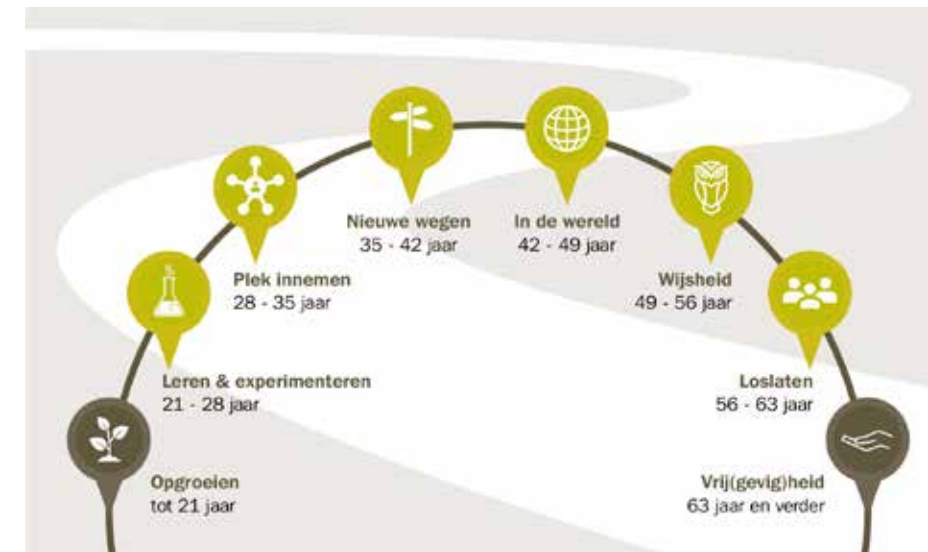 Opgroeien
tot 21 jaar
Leren & experimenteren
21 - 28 jaar
Plek innemen
28 - 35 jaar
Nieuwe wegen
35 - 42 jaar
In de wereld
42 - 49 jaar
Wijsheid
49 - 56 jaar
Loslaten
56 - 63 jaar
Vrij(gevig)heid
63 jaar en verder